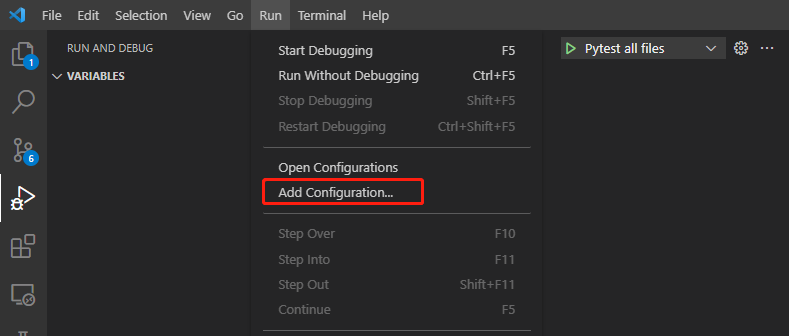 File Edit Selection View Go Run Terminal Help
RUN AND DEBUG
VARIABLES
1
6
Start Debugging F5
Run Without Debugging Ctrl+F5
Stop Debugging Shift+F5
Restart Debugging Ctrl+Shift+F5
Open Configurations
Add Configuration...
Step Over F10
Step Into F11
Step Out Shift+F11
Continue F5
Pytest all files